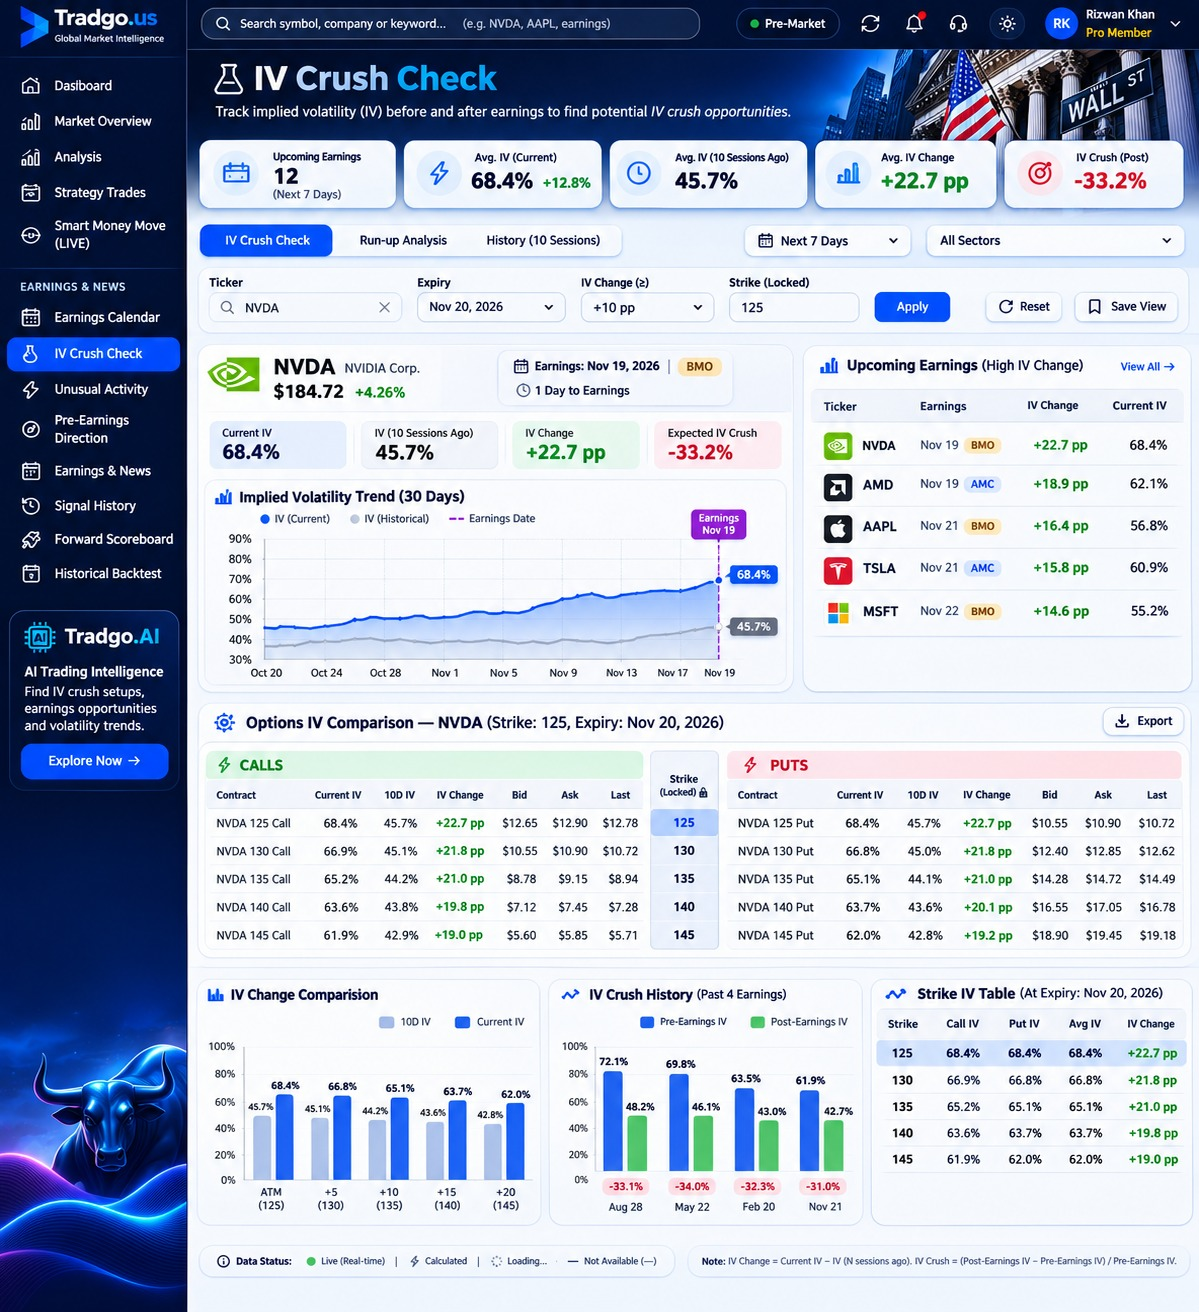 Tradgo.us
Global Market Intelligence
Search symbol, company or keyword... (e.g. NVDA, AAPL, earnings)
Pre-Market
RK
Rizwan Khan
Pro Member
Daslboard
Market Overview
Analysis
Strategy Trades
Smart Money Move
(LIVE)
EARNINGS & NEWS
Earnings Calendar
IV Crush Check
Unusual Activity
Pre-Earnings
Direction
Earnings & News
Signal History
Forward Scoreboard
Historical Backtest
AI
Tradgo.AI
AI Trading Intelligence
Find IV crush setups,
earnings opportunities
and volatility trends.
Explore Now →
IV Crush Check
Track implied volatility (IV) before and after earnings to find potential IV crush opportunities.
WALL ST
Upcoming Earnings
12
(Next 7 Days)
Avg. IV (Current)
68.4% +12.8%
Avg. IV (10 Sessions Ago)
45.7%
Avg. IV Change
+22.7 pp
IV Crush (Post)
-33.2%
IV Crush Check Run-up Analysis History (10 Sessions)
Next 7 Days
All Sectors
Ticker Expiry IV Change (≥) Strike (Locked)
NVDA Nov 20, 2026 +10 pp 125 Apply Reset Save View
NVDA NVIDIA Corp.
$184.72 +4.26%
Earnings: Nov 19, 2026 | BMO
1 Day to Earnings
Current IV
68.4%
IV (10 Sessions Ago)
45.7%
IV Change
+22.7 pp
Expected IV Crush
-33.2%
Implied Volatility Trend (30 Days)
IV (Current) IV (Historical) Earnings Date
Earnings
Nov 19
90%
80%
70%
60%
50%
40%
30%
68.4%
45.7%
Oct 20 Oct 24 Oct 28 Nov 1 Nov 5 Nov 9 Nov 13 Nov 17 Nov 19
Upcoming Earnings (High IV Change) View All →
Ticker Earnings IV Change Current IV
NVDA Nov 19 BMO +22.7 pp 68.4%
AMD Nov 19 AMC +18.9 pp 62.1%
AAPL Nov 21 BMO +16.4 pp 56.8%
TSLA Nov 21 AMC +15.8 pp 60.9%
MSFT Nov 22 BMO +14.6 pp 55.2%
Options IV Comparison — NVDA (Strike: 125, Expiry: Nov 20, 2026) Export
CALLS
Strike
(Locked)
PUTS
Contract Current IV 10D IV IV Change Bid Ask Last Contract Current IV 10D IV IV Change Bid Ask Last
NVDA 125 Call 68.4% 45.7% +22.7 pp $12.65 $12.90 $12.78 125 NVDA 125 Put 68.4% 45.7% +22.7 pp $10.55 $10.90 $10.72
NVDA 130 Call 66.9% 45.1% +21.8 pp $10.55 $10.90 $10.72 130 NVDA 130 Put 66.8% 45.0% +21.8 pp $12.40 $12.85 $12.62
NVDA 135 Call 65.2% 44.2% +21.0 pp $8.78 $9.15 $8.94 135 NVDA 135 Put 65.1% 44.1% +21.0 pp $14.28 $14.72 $14.49
NVDA 140 Call 63.6% 43.8% +19.8 pp $7.12 $7.45 $7.28 140 NVDA 140 Put 63.7% 43.6% +20.1 pp $16.55 $17.05 $16.78
NVDA 145 Call 61.9% 42.9% +19.0 pp $5.60 $5.85 $5.71 145 NVDA 145 Put 62.0% 42.8% +19.2 pp $18.90 $19.45 $19.18
IV Change Comparison
10D IV Current IV
100%
80%
60%
40%
20%
0%
45.7% 68.4% 45.1% 66.8% 44.2% 65.1% 43.6% 63.7% 42.8% 62.0%
ATM +5 +10 +15 +20
(125) (130) (135) (140) (145)
IV Crush History (Past 4 Earnings)
Pre-Earnings IV Post-Earnings IV
100%
80%
60%
40%
20%
0%
72.1% 48.2% 69.8% 46.1% 63.5% 43.0% 61.9% 42.7%
-33.1% -34.0% -32.3% -31.0%
Aug 28 May 22 Feb 20 Nov 21
Strike IV Table (At Expiry: Nov 20, 2026)
Strike Call IV Put IV Avg IV IV Change
125 68.4% 68.4% 68.4% +22.7 pp
130 66.9% 66.8% 66.8% +21.8 pp
135 65.2% 65.1% 65.1% +21.0 pp
140 63.6% 63.7% 63.7% +19.8 pp
145 61.9% 62.0% 62.0% +19.0 pp
Data Status: Live (Real-time) | Calculated | Loading... — Not Available (—)
Note: IV Change = Current IV − IV (N sessions ago). IV Crush = (Post-Earnings IV − Pre-Earnings IV) / Pre-Earnings IV.